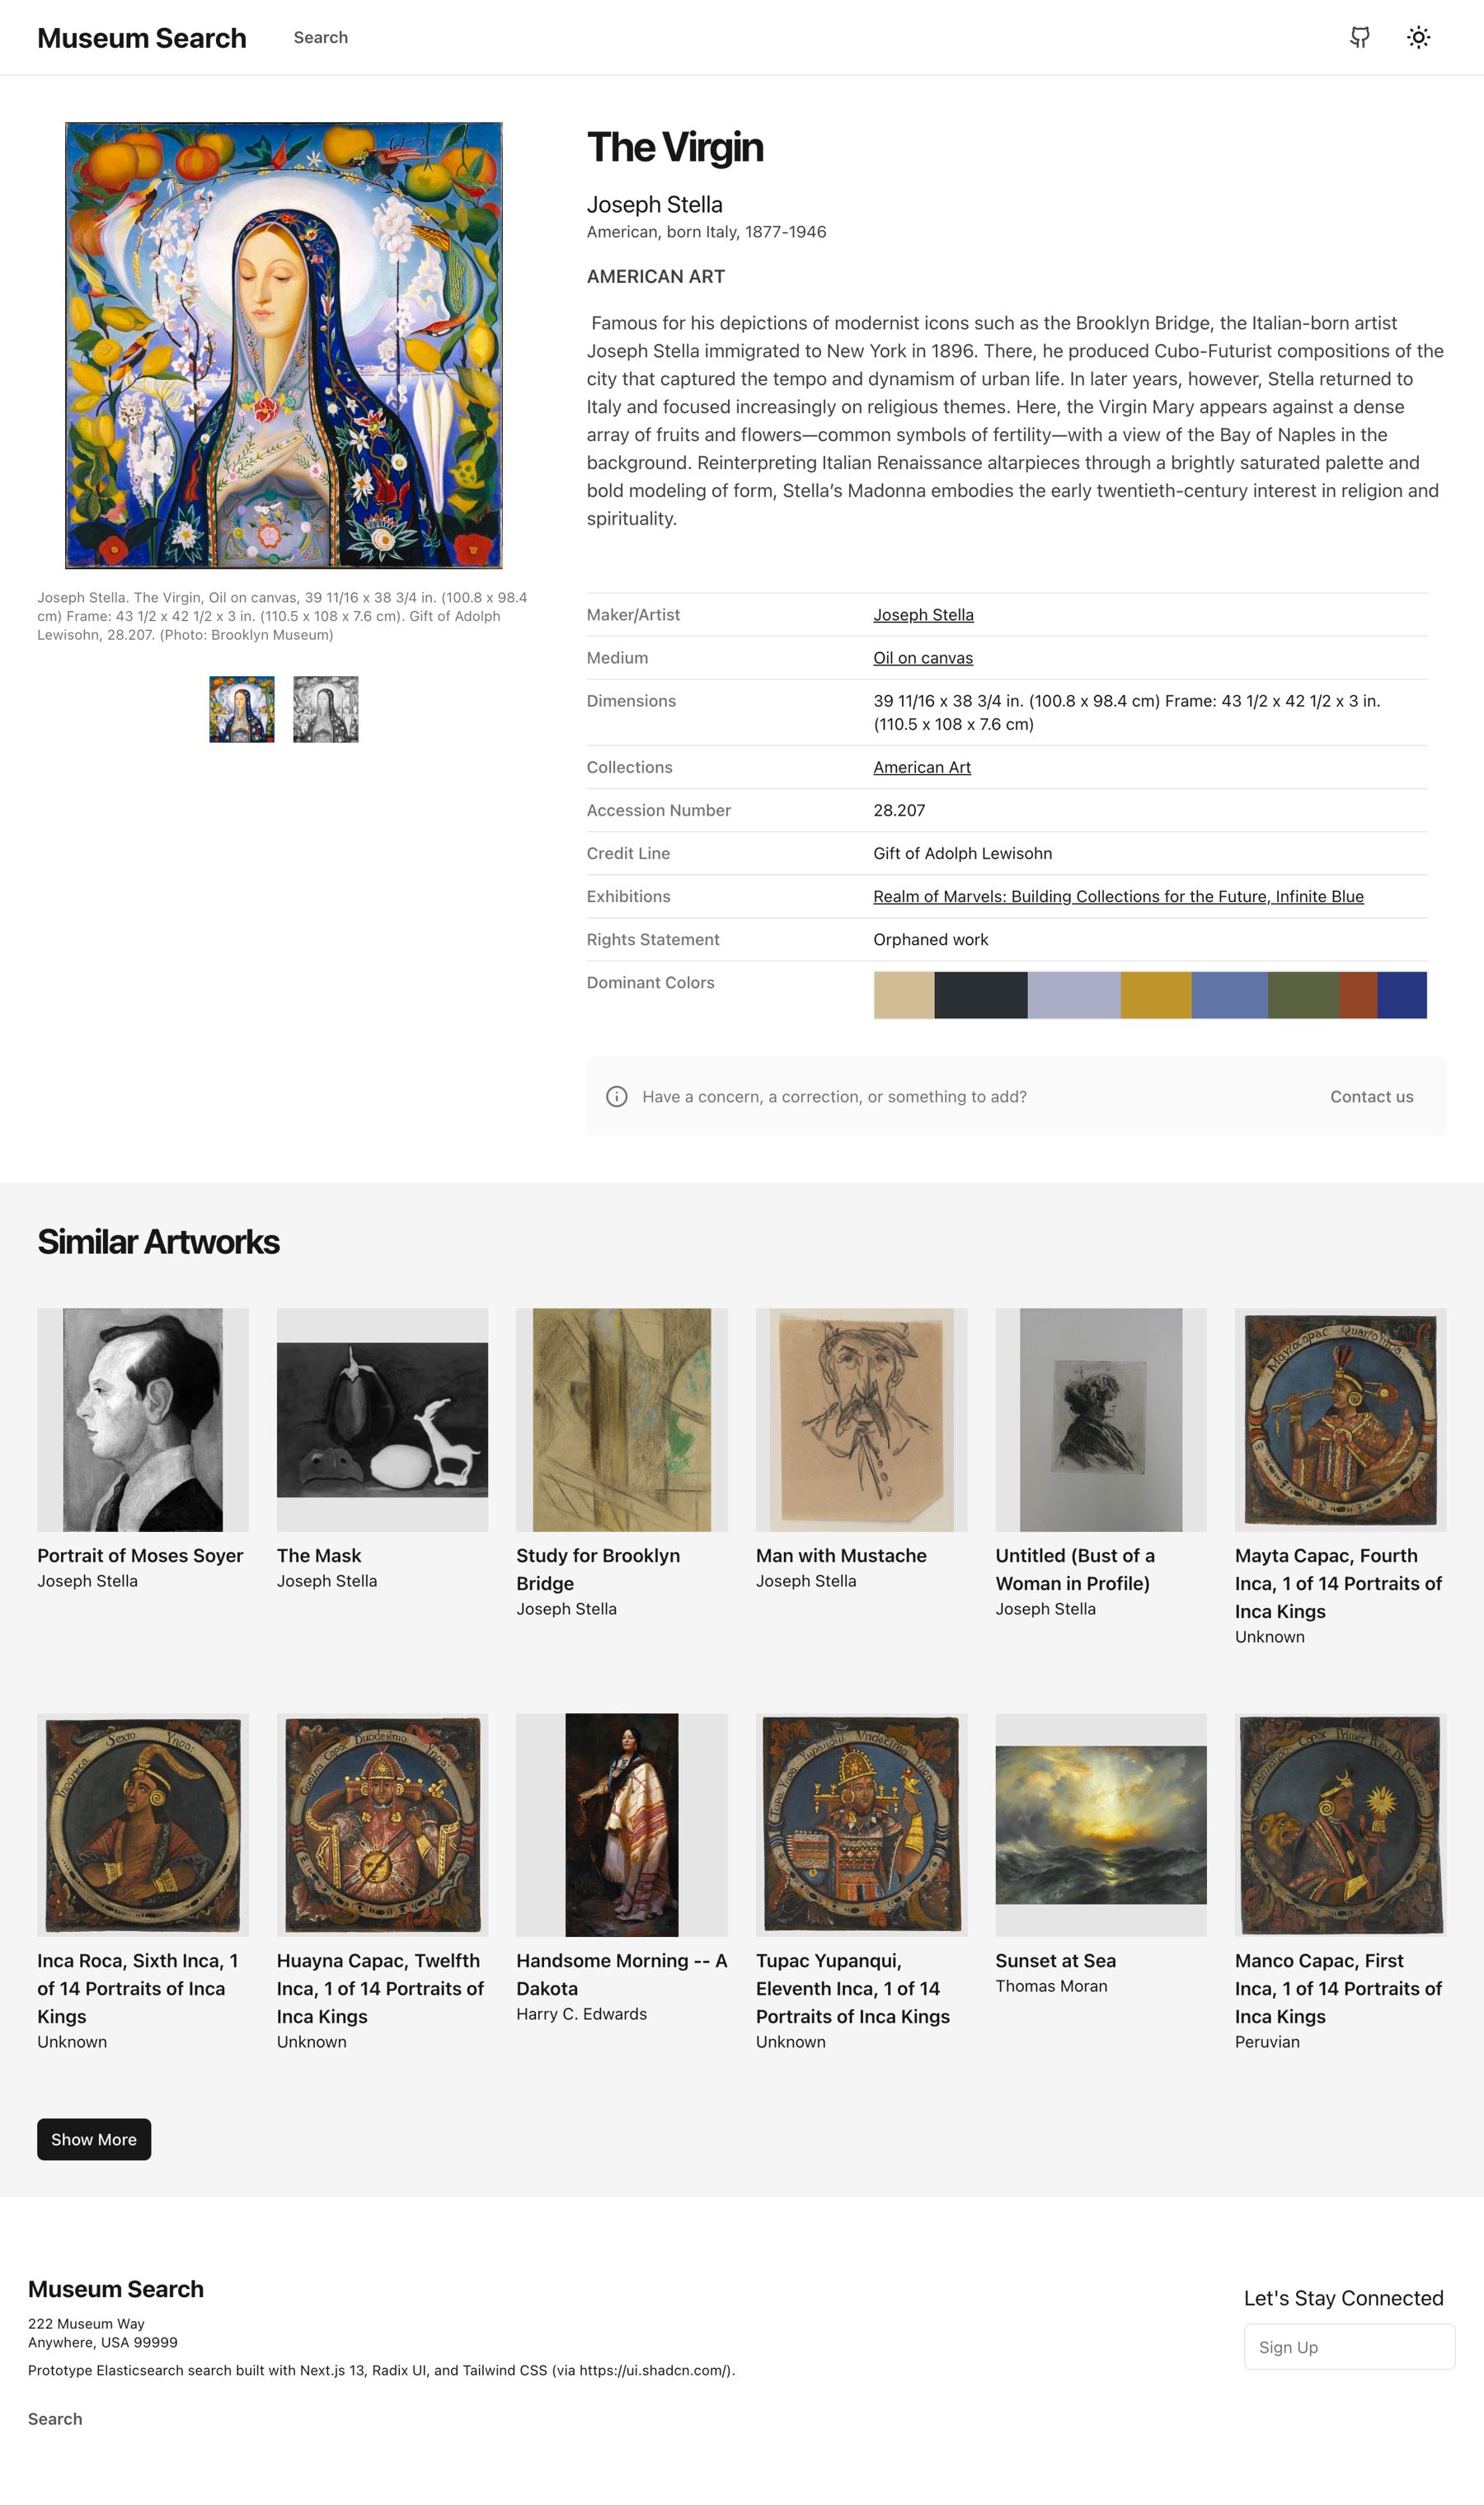 Museum Search
Search
The Virgin
Joseph Stella
American, born Italy, 1877-1946
AMERICAN ART
Famous for his depictions of modernist icons such as the Brooklyn Bridge, the Italian-born artist
Joseph Stella immigrated to New York in 1896. There, he produced Cubo-Futurist compositions of the
city that captured the tempo and dynamism of urban life. In later years, however, Stella returned to
Italy and focused increasingly on religious themes. Here, the Virgin Mary appears against a dense
array of fruits and flowers—common symbols of fertility—with a view of the Bay of Naples in the
background. Reinterpreting Italian Renaissance altarpieces through a brightly saturated palette and
bold modeling of form, Stella’s Madonna embodies the early twentieth-century interest in religion and
spirituality.
Joseph Stella. The Virgin, Oil on canvas, 39 11/16 x 38 3/4 in. (100.8 x 98.4
cm) Frame: 43 1/2 x 42 1/2 x 3 in. (110.5 x 108 x 7.6 cm). Gift of Adolph
Lewisohn, 28.207. (Photo: Brooklyn Museum)
Maker/Artist
Joseph Stella
Medium
Oil on canvas
Dimensions
39 11/16 x 38 3/4 in. (100.8 x 98.4 cm) Frame: 43 1/2 x 42 1/2 x 3 in.
(110.5 x 108 x 7.6 cm)
Collections
American Art
Accession Number
28.207
Credit Line
Gift of Adolph Lewisohn
Exhibitions
Realm of Marvels: Building Collections for the Future, Infinite Blue
Rights Statement
Orphaned work
Dominant Colors
Have a concern, a correction, or something to add?
Contact us
Similar Artworks
Portrait of Moses Soyer
Joseph Stella
The Mask
Joseph Stella
Study for Brooklyn
Bridge
Joseph Stella
Man with Mustache
Joseph Stella
Untitled (Bust of a
Woman in Profile)
Joseph Stella
Mayta Capac, Fourth
Inca, 1 of 14 Portraits of
Inca Kings
Unknown
Inca Roca, Sixth Inca, 1
of 14 Portraits of Inca
Kings
Unknown
Huayna Capac, Twelfth
Inca, 1 of 14 Portraits of
Inca Kings
Unknown
Handsome Morning -- A
Dakota
Harry C. Edwards
Tupac Yupanqui,
Eleventh Inca, 1 of 14
Portraits of Inca Kings
Unknown
Sunset at Sea
Thomas Moran
Manco Capac, First
Inca, 1 of 14 Portraits of
Inca Kings
Peruvian
Show More
Museum Search
222 Museum Way
Anywhere, USA 99999
Prototype Elasticsearch search built with Next.js 13, Radix UI, and Tailwind CSS (via https://ui.shadcn.com/).
Search
Let's Stay Connected
Sign Up